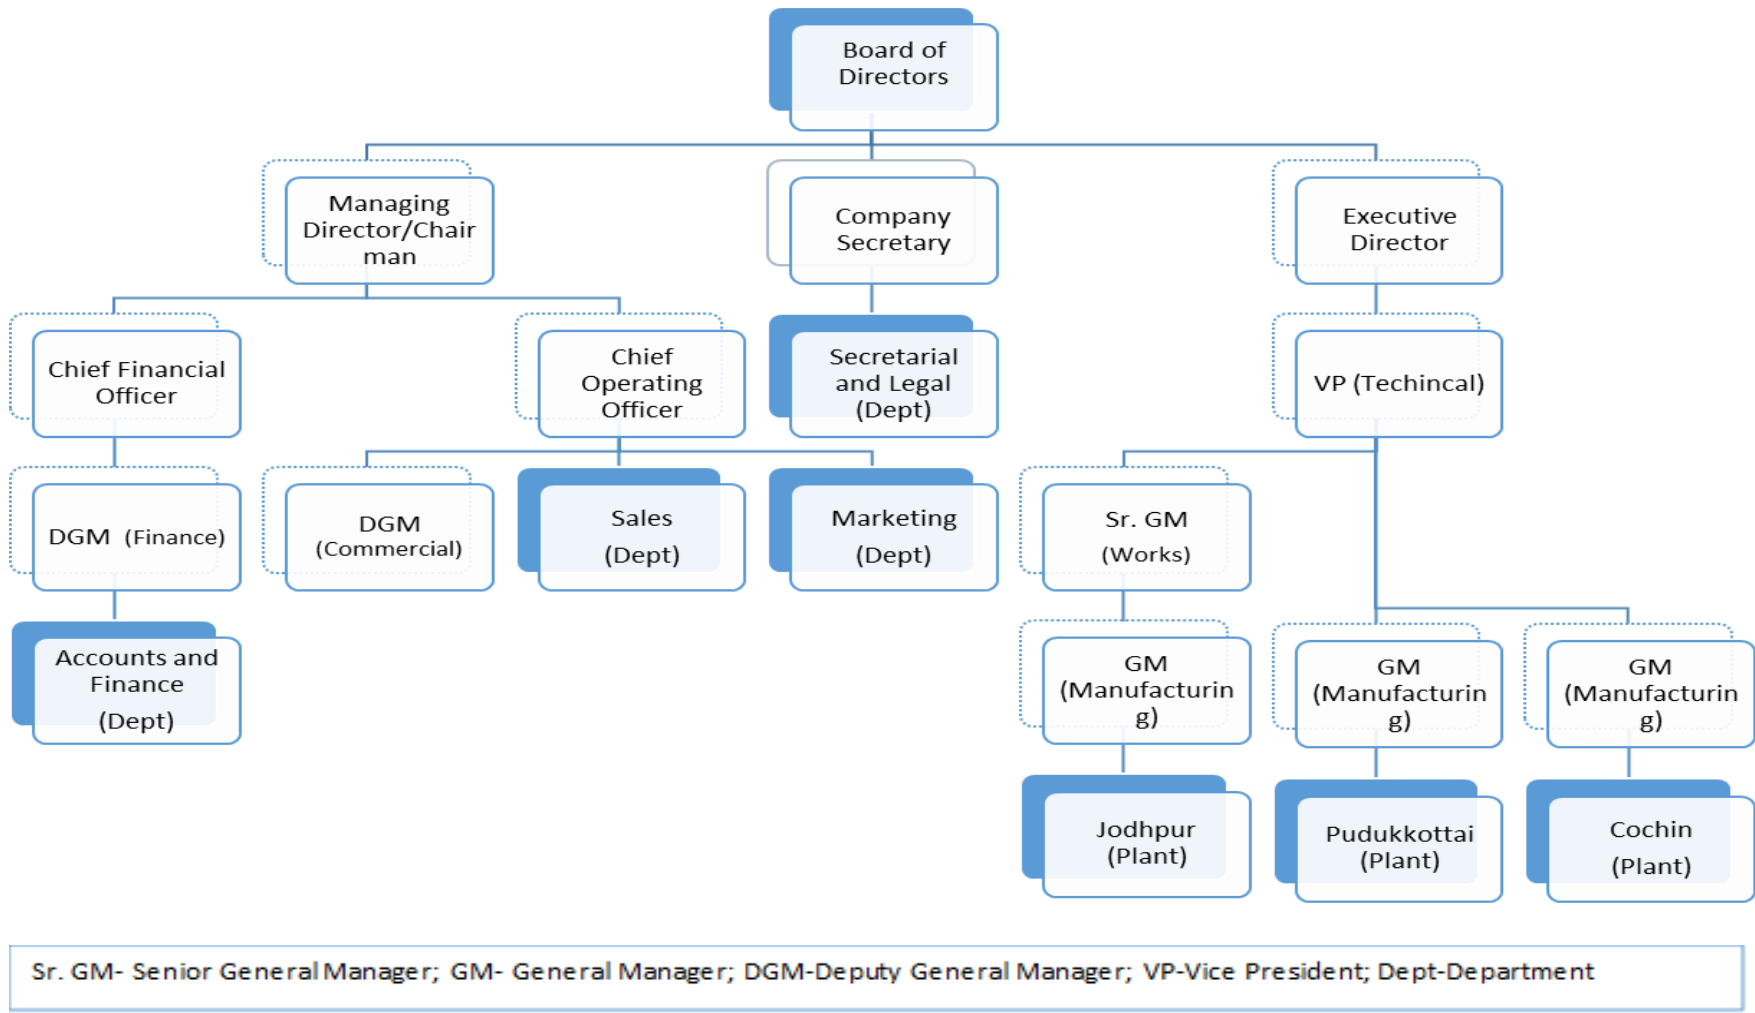 Board of
Directors
Managing
Director/Chair
man
Company
Secretary
Executive
Director
Chief Financial
Officer
Chief
Operating
Officer
Secretarial
and Legal
(Dept)
VP (Techincal)
DGM (Finance)
DGM
(Commercial)
Sales
(Dept)
Marketing
(Dept)
Sr. GM
(Works)
Accounts and
Finance
(Dept)
GM
(Manufacturin
g)
GM
(Manufacturin
g)
GM
(Manufacturin
g)
Jodhpur
(Plant)
Pudukkottai
(Plant)
Cochin
(Plant)
Sr. GM- Senior General Manager; GM- General Manager; DGM-Deputy General Manager; VP-Vice President; Dept-Department